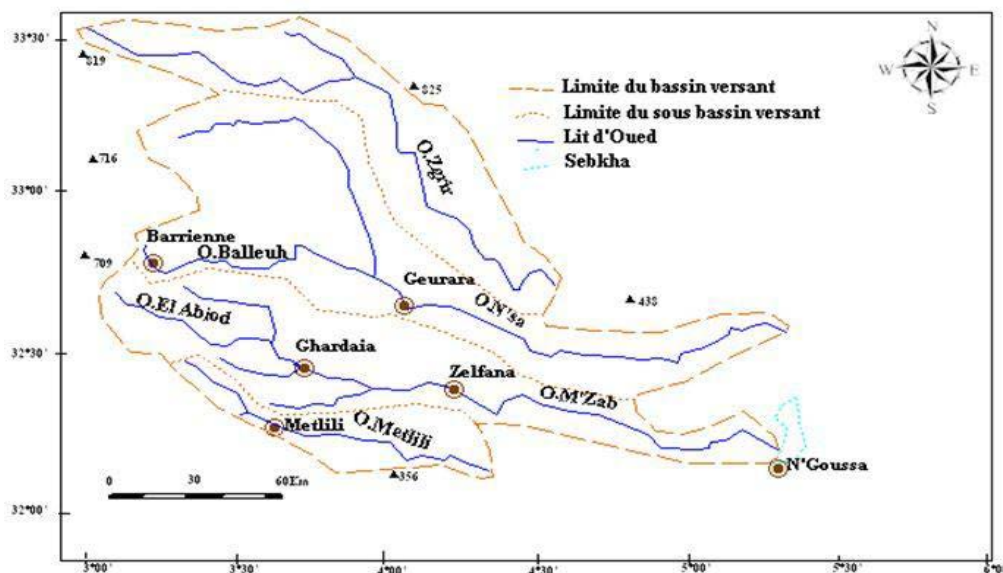 33°30'
819
825
N
W
E
S
Limite du bassin versant
Limite du sous bassin versant
Lit d'Oued
Sebkha
716
O.Zgrir
33°00'
Barrienne
O.Balleuh
709
Geurara
O.N'sa
438
O.El Abiod
32°30'
Ghardaia
Zelfana
O.M'Zab
Metlili
O.Metlili
N'Goussa
356
0
30
60Km
32°00'
3°00'
3°30'
4°00'
4°30'
5°00'
5°30'